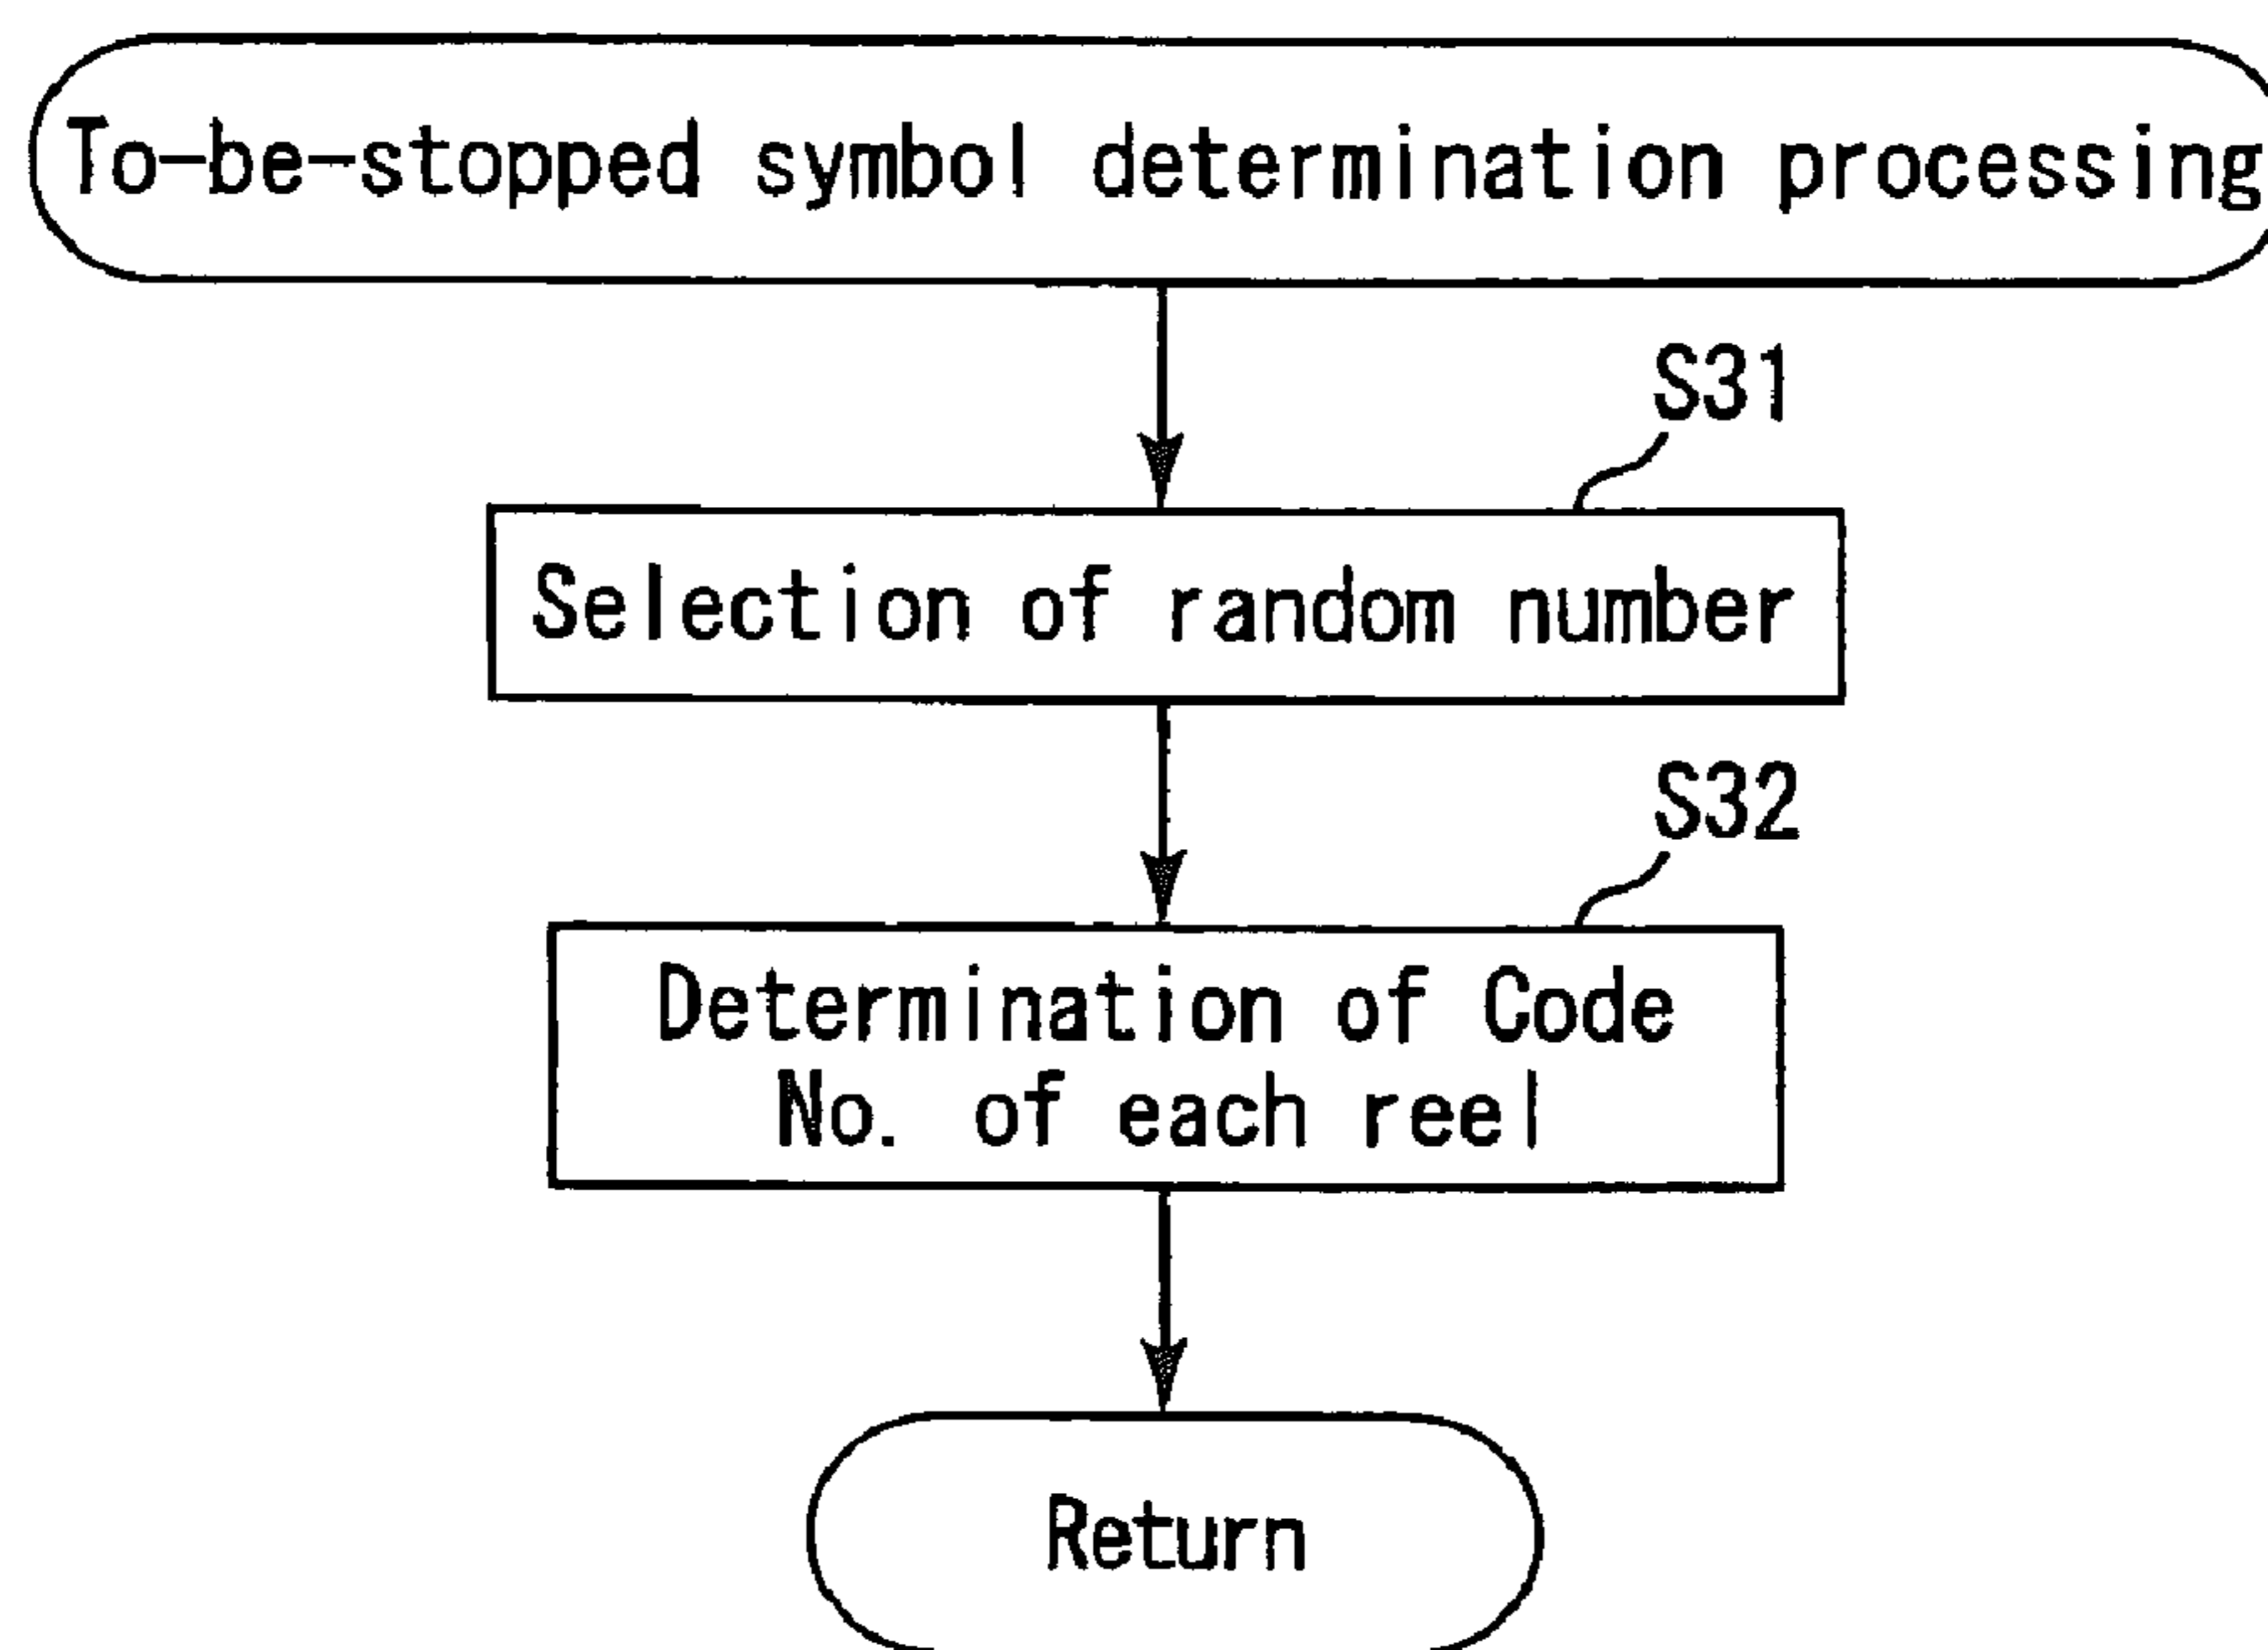 To-be-stopped symbol determination processing
S31
Selection of random number
S32
Determination of Code
No. of each reel
Return